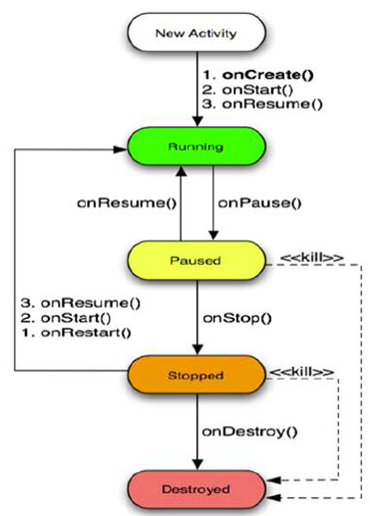 New Activity
1. onCreate()
2. onStart()
3. onResume()
Running
onResume()
onPause()
<<kill>>
Paused
3. onResume()
2. onStart()
1. onRestart()
onStop()
<<kill>>
Stopped
onDestroy()
Destroyed